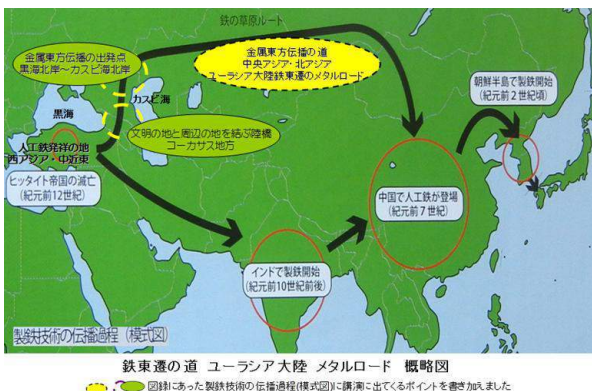 鉄の草原ルート
金属東方伝播の出発点
黒海北岸〜カスピ海北岸
金属東方伝播の道
中央アジア・北アジア
ユーラシア大陸鉄東遷のメタルロード
朝鮮半島で製鉄開始
(紀元前2世紀頃)
カスピ海
黒海
文明の地と周辺の地を結ぶ陸橋
コーカサス地方
人工鉄発祥の地
西アジア・中近東
ヒッタイト帝国の滅亡
(紀元前12世紀)
中国で人工鉄が登場
(紀元前7世紀)
インドで製鉄開始
(紀元前10世紀前後)
製鉄技術の伝播過程(模式図)
鉄東遷の道 ユーラシア大陸 メタルロード 概略図
図録にあった製鉄技術の伝播過程(模式図)に講演に出てくるポイントを書き加えました